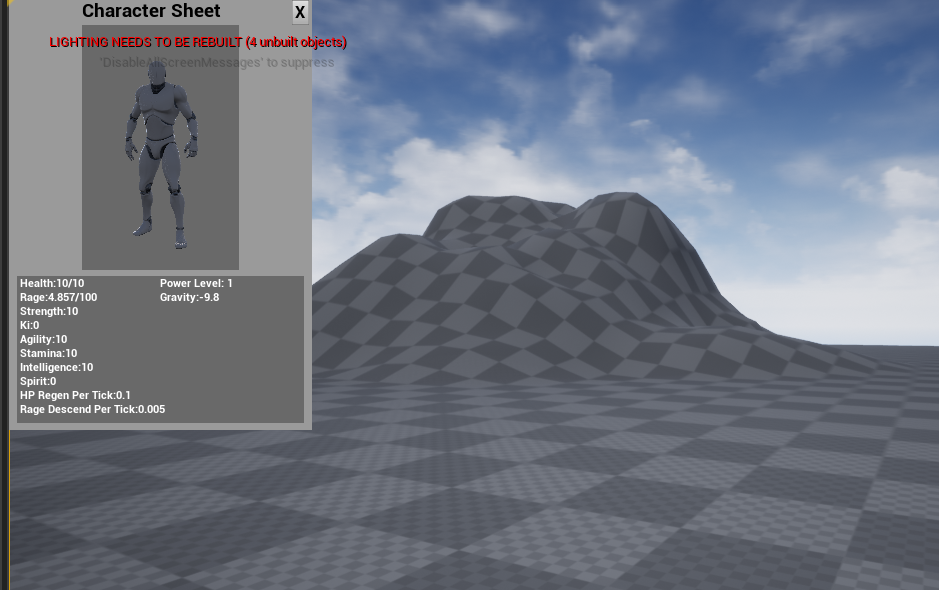 Character Sheet
X
LIGHTING NEEDS TO BE REBUILT (4 unbuilt objects)
'DisableAllScreenMessages' to suppress
Health:10/10
Power Level: 1
Rage:4.857/100
Gravity:-9.8
Strength:10
Ki:0
Agility:10
Stamina:10
Intelligence:10
Spirit:0
HP Regen Per Tick:0.1
Rage Descend Per Tick:0.005